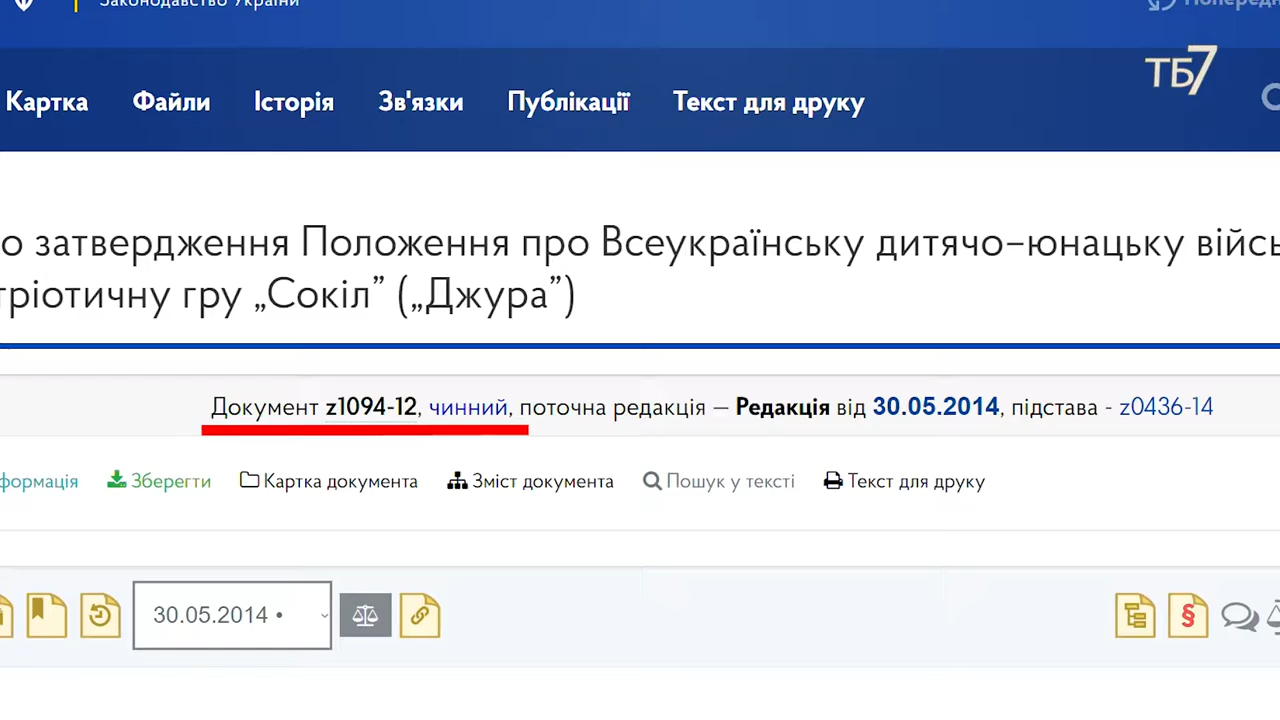 Законодавство України
ТБ7
Картка Файли Історія Зв'язки Публікації Текст для друку
о затвердження Положення про Всеукраїнську дитячо–юнацьку війсь
тріотичну гру „Сокіл” („Джура”)
Документ z1094-12, чинний, поточна редакція — Редакція від 30.05.2014, підстава - z0436-14
формація Зберегти Картка документа Зміст документа Пошук у тексті Текст для друку
30.05.2014 •